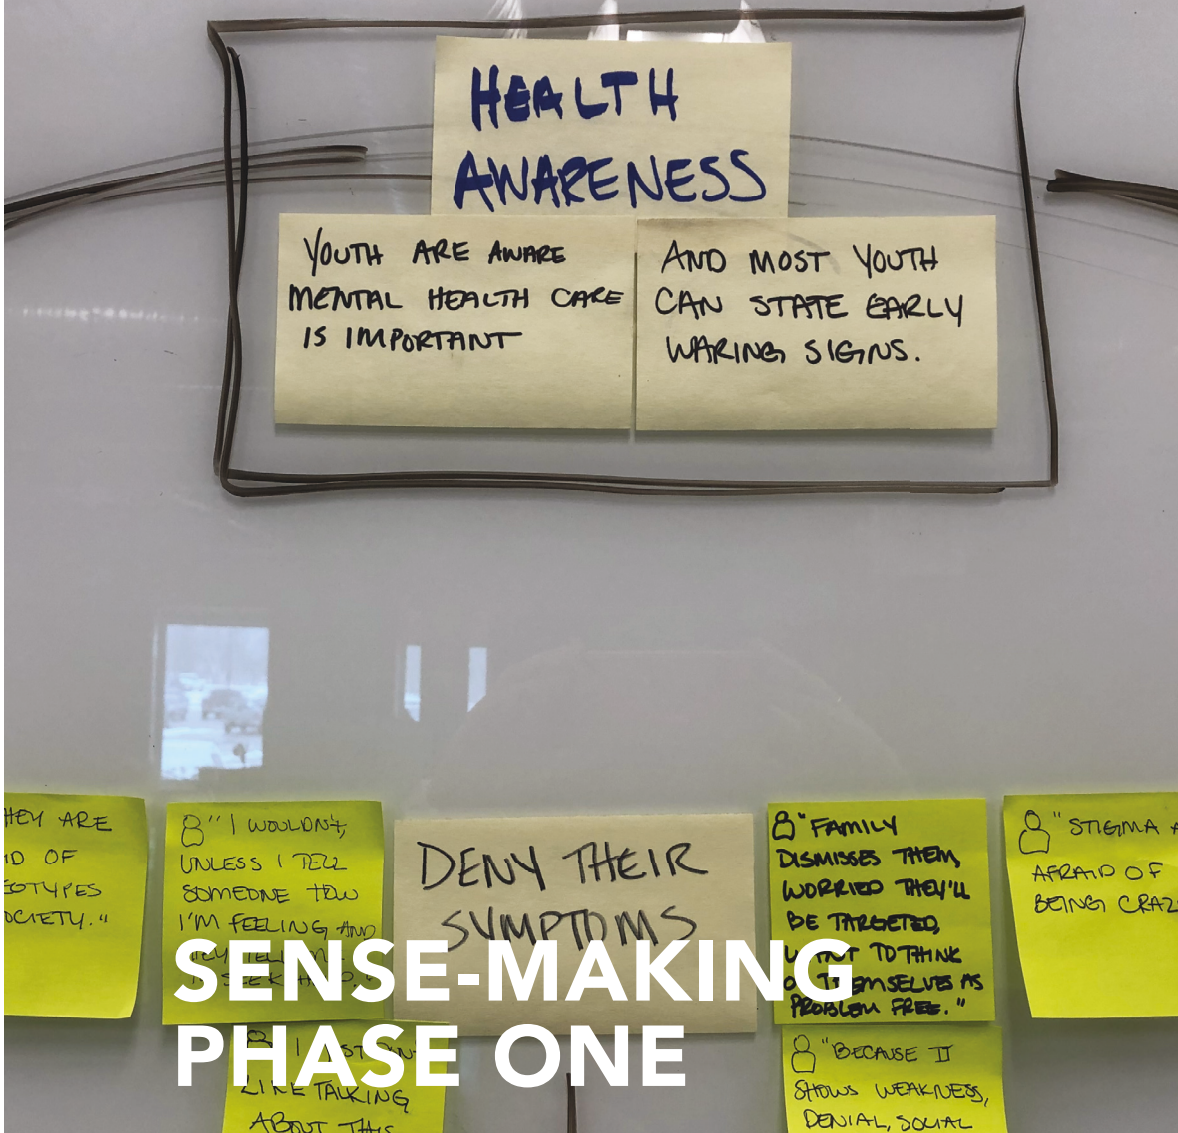 HEALTH
AWARENESS
YOUTH ARE AWARE
MENTAL HEALTH CARE
IS IMPORTANT
AND MOST YOUTH
CAN STATE EARLY
WARING SIGNS.
HEY ARE
ID OF
EOTYPES
OCIETY."
"I WOULDN'T,
UNLESS I TELL
SOMEONE HOW
I'M FEELING AND
DENY THEIR
SYMPTOMS
"FAMILY
DISMISSES THEM,
WORRIED THEY'LL
BE TARGETED,
WANT TO THINK
OF THEMSELVES AS
PROBLEM FREE."
"STIGMA A
AFRAID OF
BEING CRAZ
SENSE-MAKING
PHASE ONE
LIKE TALKING
ABOUT THIS
"BECAUSE IT
SHOWS WEAKNESS,
DENIAL, SOCIAL